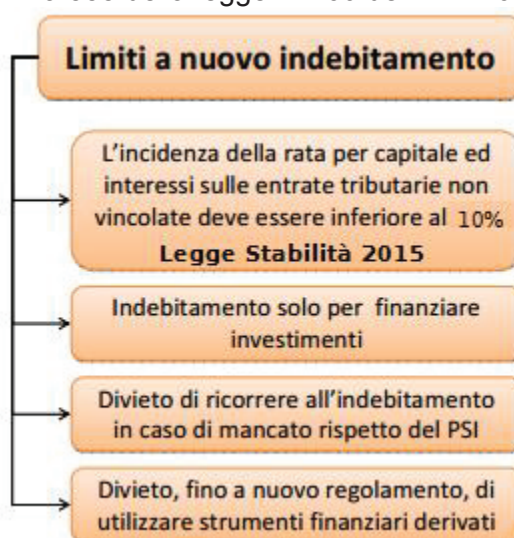 Limiti a nuovo indebitamento
L'incidenza della rata per capitale ed
interessi sulle entrate tributarie non
vincolate deve essere inferiore al 10%
Legge Stabilità 2015
Indebitamento solo per finanziare
investimenti
Divieto di ricorrere all'indebitamento
in caso di mancato rispetto del PSI
Divieto, fino a nuovo regolamento, di
utilizzare strumenti finanziari derivati